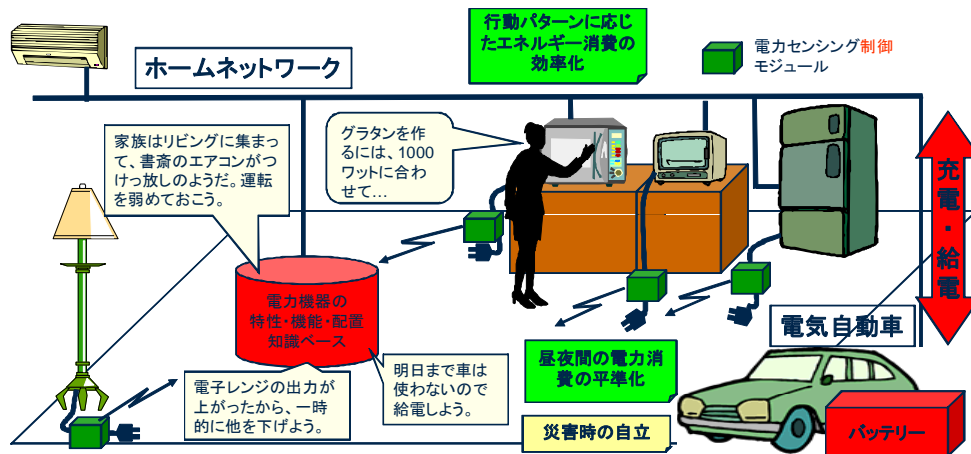 行動パターンに応じ
たエネルギー消費の
効率化
電力センシング制御
モジュール
ホームネットワーク
家族はリビングに集まっ
て、書斎のエアコンがつ
けっ放しのようだ。運転
を弱めておこう。
グラタンを作
るには、1000
ワットに合わ
せて…
充電・給電
電力機器の
特性・機能・配置
知識ベース
電気自動車
昼夜間の電力消
費の平準化
明日まで車は
使わないので
給電しよう。
電子レンジの出力が
上がったから、一時
的に他を下げよう。
災害時の自立
バッテリー